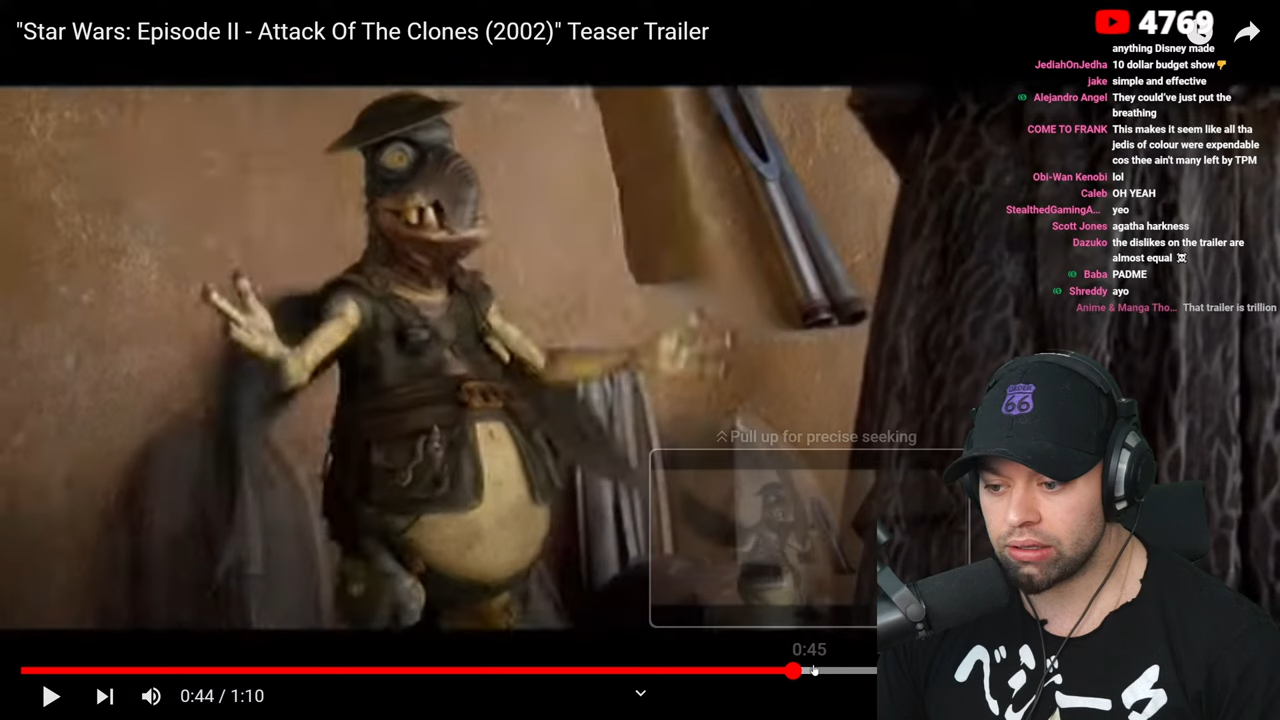 "Star Wars: Episode II - Attack Of The Clones (2002)" Teaser Trailer
4769
anything Disney made
JediahOnJedha 10 dollar budget show👎
jake simple and effective
Alejandro Angel They could've just put the
breathing
COME TO FRANK This makes it seem like all tha
jedis of colour were expendable
cos thee ain't many left by TPM
Obi-Wan Kenobi lol
Caleb OH YEAH
StealthedGamingA... yeo
Scott Jones agatha harkness
Dazuko the dislikes on the trailer are
almost equal ☠️
Baba PADME
Shreddy ayo
Anime & Manga Tho... That trailer is trillion
Pull up for precise seeking
ORDER
66
0:45
ベジータ
0:44 / 1:10